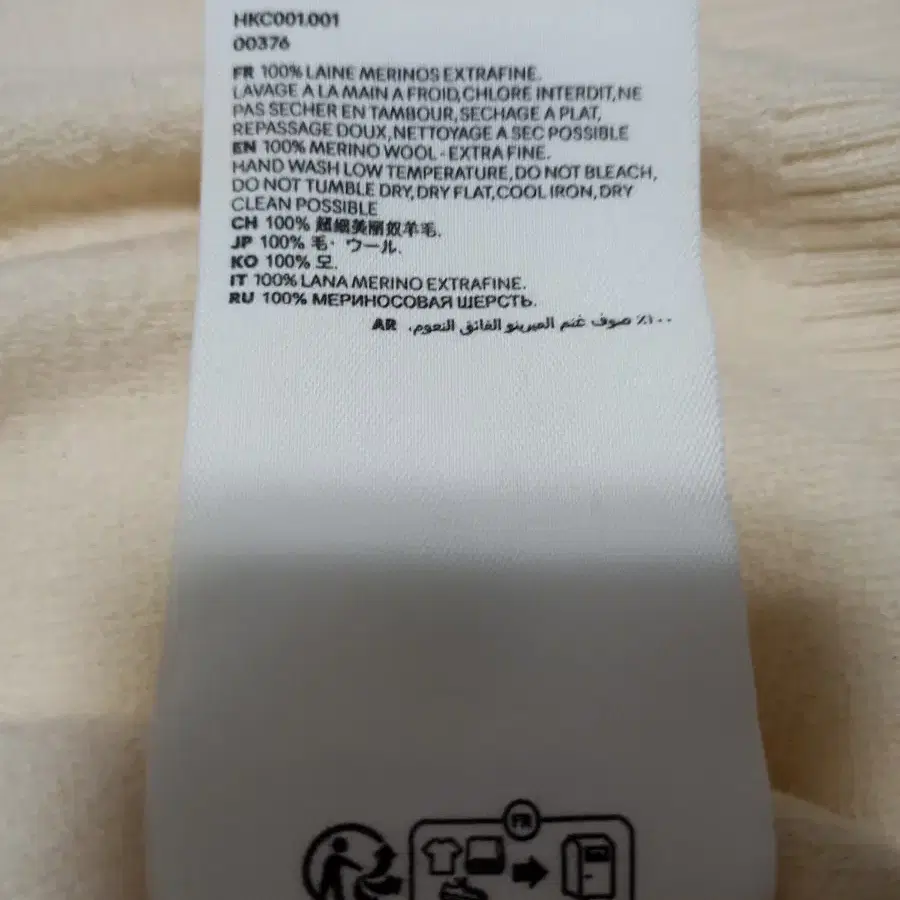 HKC001.001
00376
FR 100% LAINE MERINOS EXTRAFINE.
LAVAGE A LA MAIN A FROID, CHLORE INTERDIT, NE
PAS SECHER EN TAMBOUR, SECHAGE A PLAT,
REPASSAGE DOUX, NETTOYAGE A SEC POSSIBLE
EN 100% MERINO WOOL - EXTRA FINE.
HAND WASH LOW TEMPERATURE, DO NOT BLEACH,
DO NOT TUMBLE DRY, DRY FLAT, COOL IRON, DRY
CLEAN POSSIBLE
CH 100% 超细美丽奴羊毛.
JP 100% 毛・ウール.
KO 100% 모.
IT 100% LANA MERINO EXTRAFINE.
RU 100% МЕРИНОСОВАЯ ШЕРСТЬ.
AR ١٠٠٪ صوف غنم الميرينو الفائق النعوم.
FR